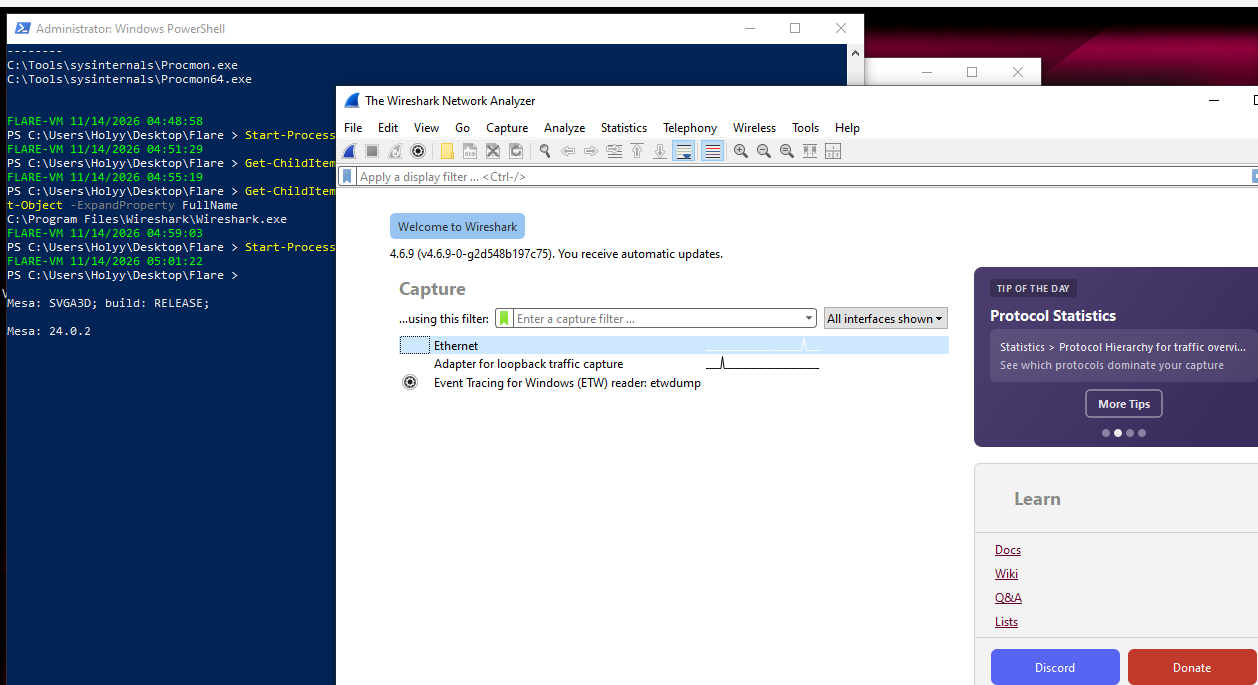 Administrator: Windows PowerShell
--------
C:\Tools\sysinternals\Procmon.exe
C:\Tools\sysinternals\Procmon64.exe
FLARE-VM 11/14/2026 04:48:58
PS C:\Users\Holyy\Desktop\Flare > Start-Process
FLARE-VM 11/14/2026 04:51:29
PS C:\Users\Holyy\Desktop\Flare > Get-ChildItem
FLARE-VM 11/14/2026 04:55:19
PS C:\Users\Holyy\Desktop\Flare > Get-ChildItem
t-Object -ExpandProperty FullName
C:\Program Files\Wireshark\Wireshark.exe
FLARE-VM 11/14/2026 04:59:03
PS C:\Users\Holyy\Desktop\Flare > Start-Process
FLARE-VM 11/14/2026 05:01:22
PS C:\Users\Holyy\Desktop\Flare >
Mesa: SVGA3D; build: RELEASE;
Mesa: 24.0.2
The Wireshark Network Analyzer
File Edit View Go Capture Analyze Statistics Telephony Wireless Tools Help
Apply a display filter ... <Ctrl-/>
Welcome to Wireshark
4.6.9 (v4.6.9-0-g2d548b197c75). You receive automatic updates.
Capture
...using this filter: Enter a capture filter ... All interfaces shown
Ethernet
Adapter for loopback traffic capture
Event Tracing for Windows (ETW) reader: etwdump
TIP OF THE DAY
Protocol Statistics
Statistics > Protocol Hierarchy for traffic overvi...
See which protocols dominate your capture
More Tips
Learn
Docs
Wiki
Q&A
Lists
Discord Donate